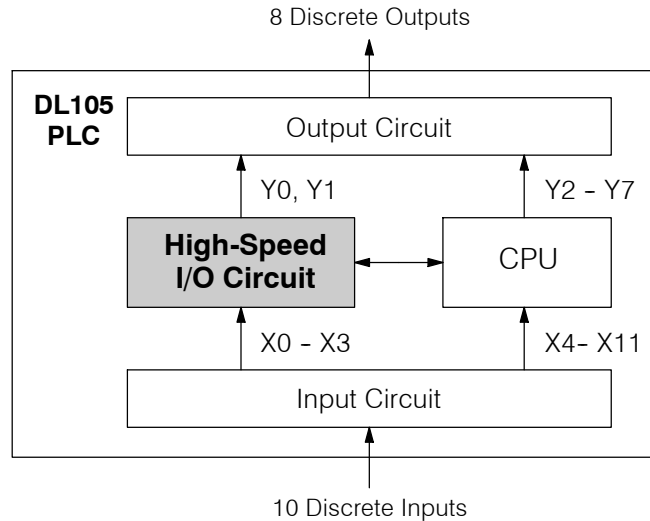 8 Discrete Outputs
DL105
PLC
Output Circuit
Y0, Y1
Y2 - Y7
High-Speed
I/O Circuit
CPU
X0 - X3
X4- X11
Input Circuit
10 Discrete Inputs